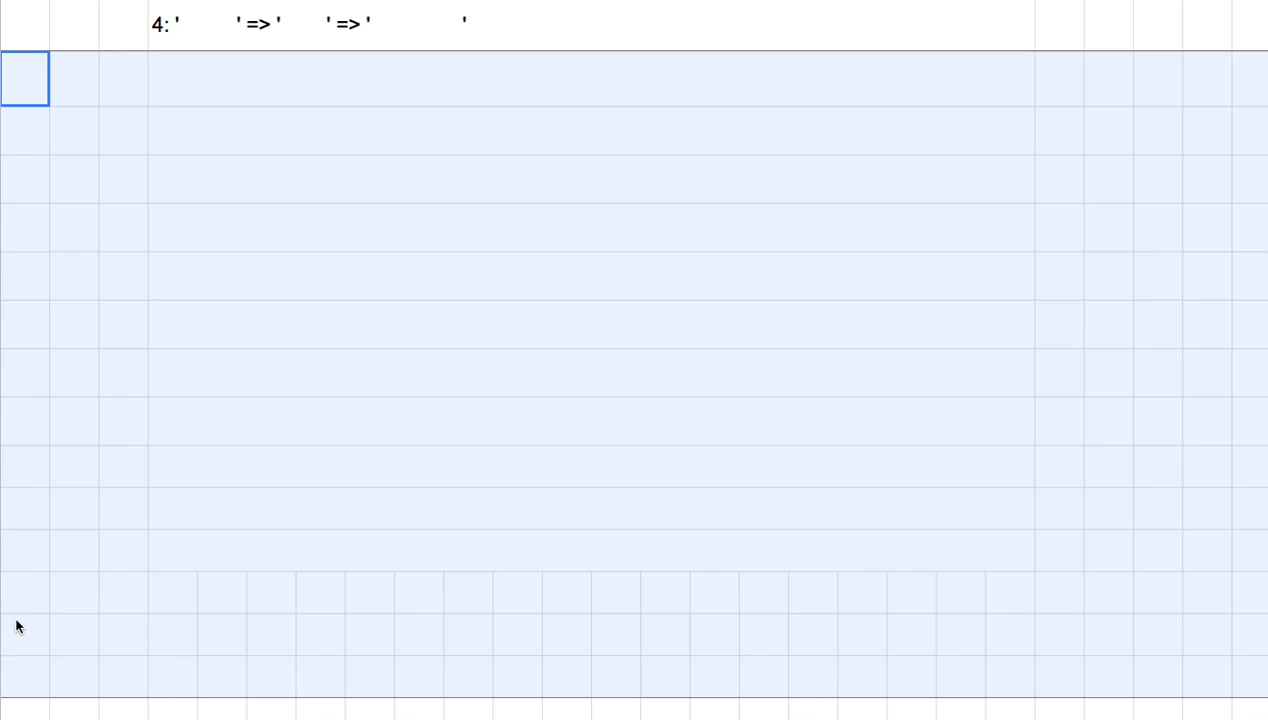 4: '          ' => '        ' => '                '